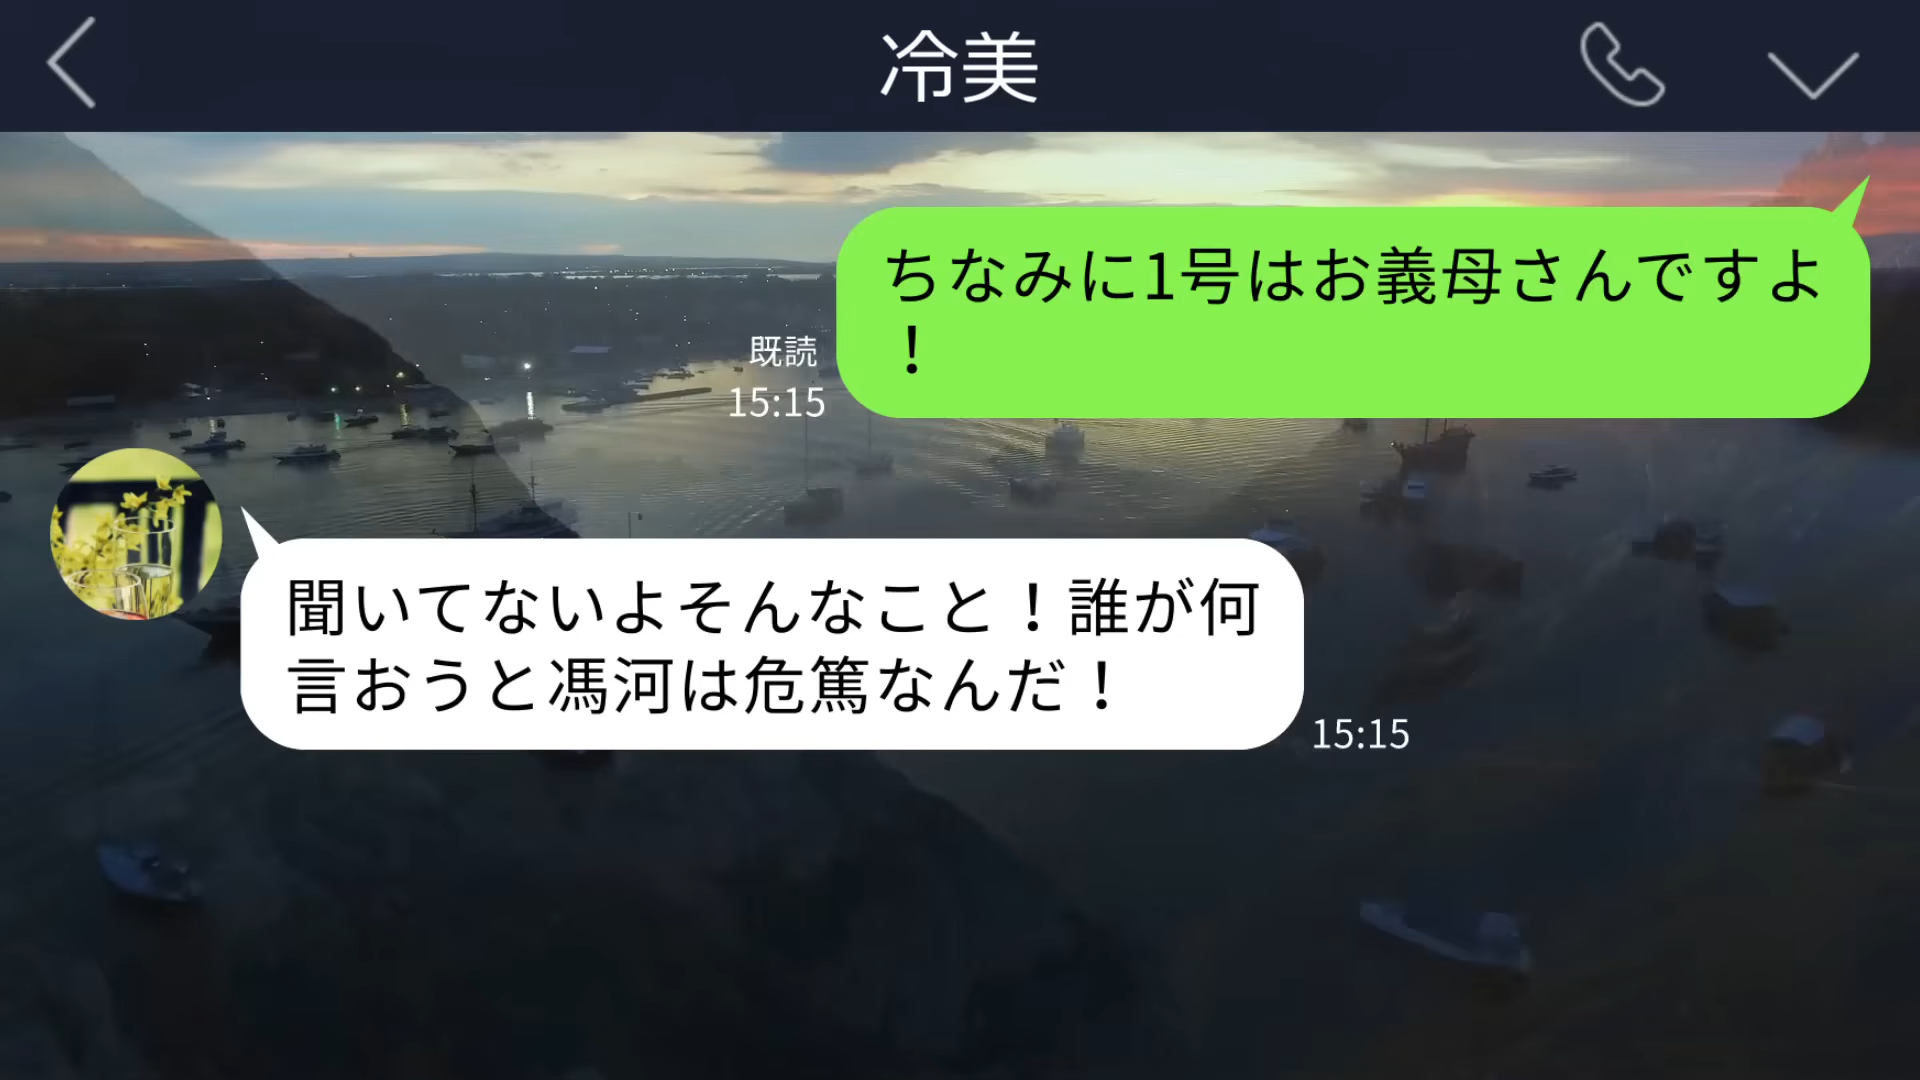 冷美
ちなみに1号はお義母さんですよ
！
既読
15:15
聞いてないよそんなこと！誰が何
言おうと馮河は危篤なんだ！
15:15